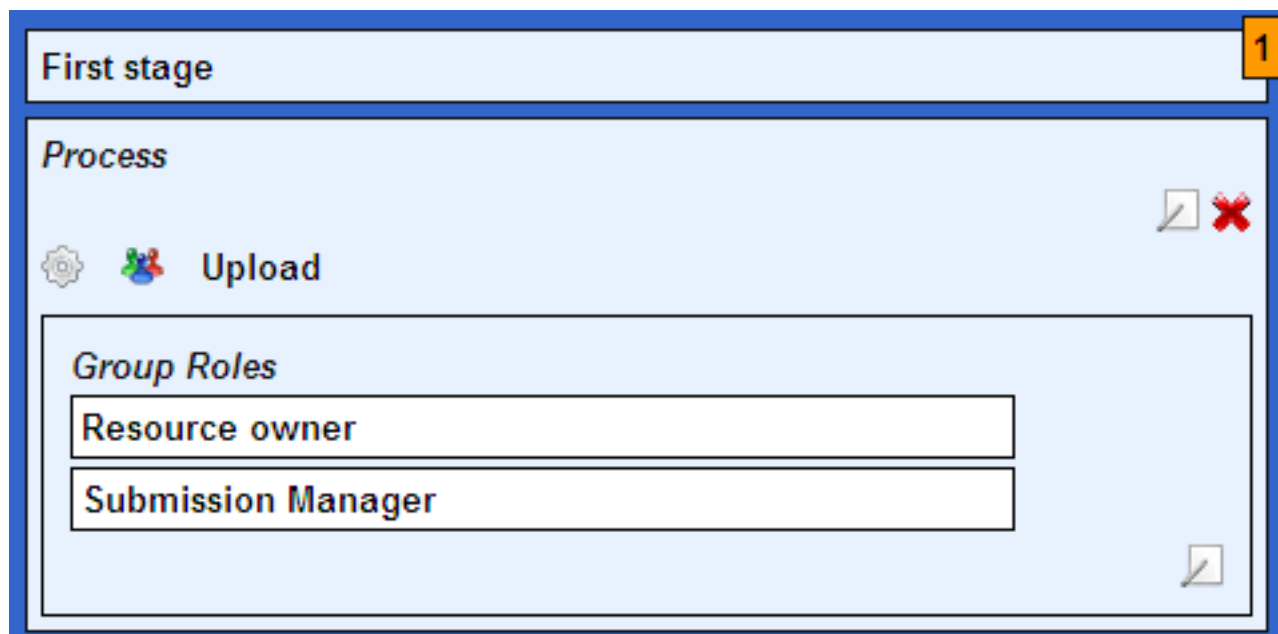 First stage
1
Process
Upload
Group Roles
Resource owner
Submission Manager